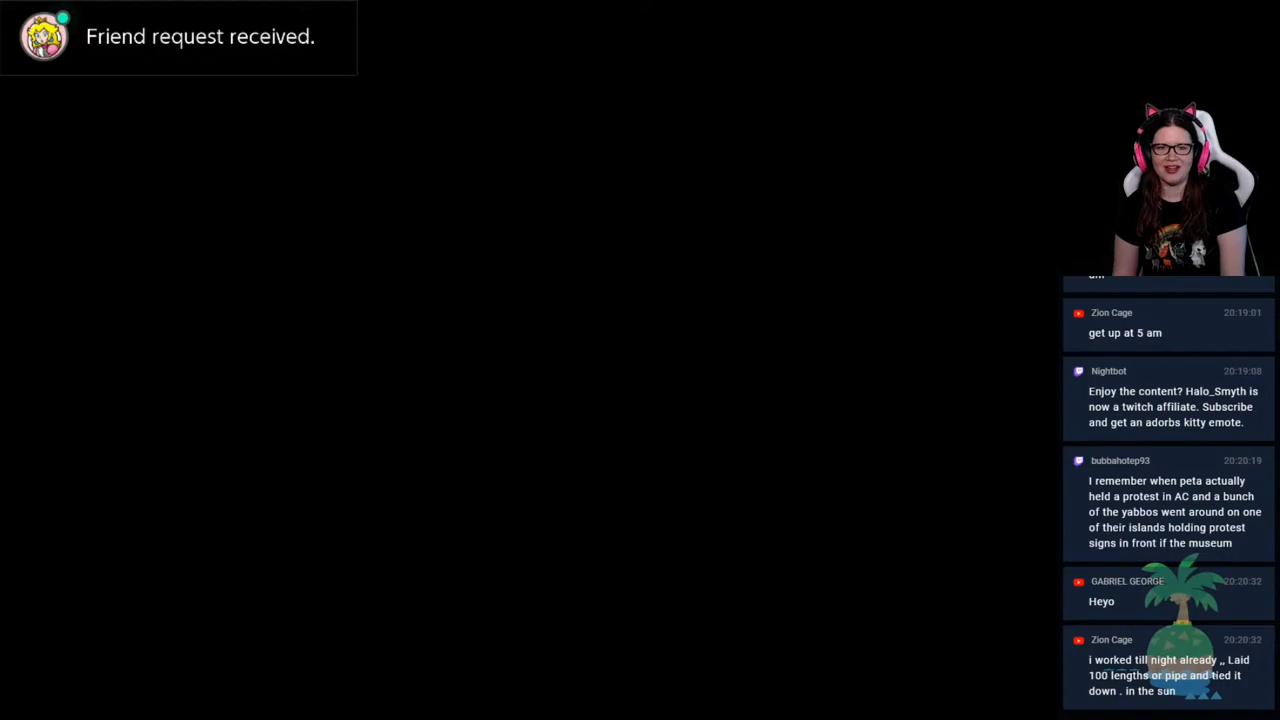 Friend request received.
am
Zion Cage 20:19:01
get up at 5 am
Nightbot 20:19:08
Enjoy the content? Halo_Smyth is
now a twitch affiliate. Subscribe
and get an adorbs kitty emote.
bubbahotep93 20:20:19
I remember when peta actually
held a protest in AC and a bunch
of the yabbos went around on one
of their islands holding protest
signs in front if the museum
GABRIEL GEORGE 20:20:32
Heyo
Zion Cage 20:20:32
i worked till night already ,, Laid
100 lengths or pipe and tied it
down . in the sun